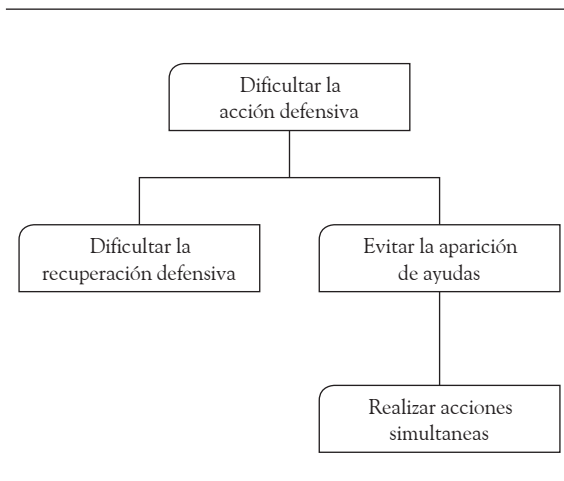 Dificultar la
acción defensiva
Dificultar la
recuperación defensiva
Evitar la aparición
de ayudas
Realizar acciones
simultaneas